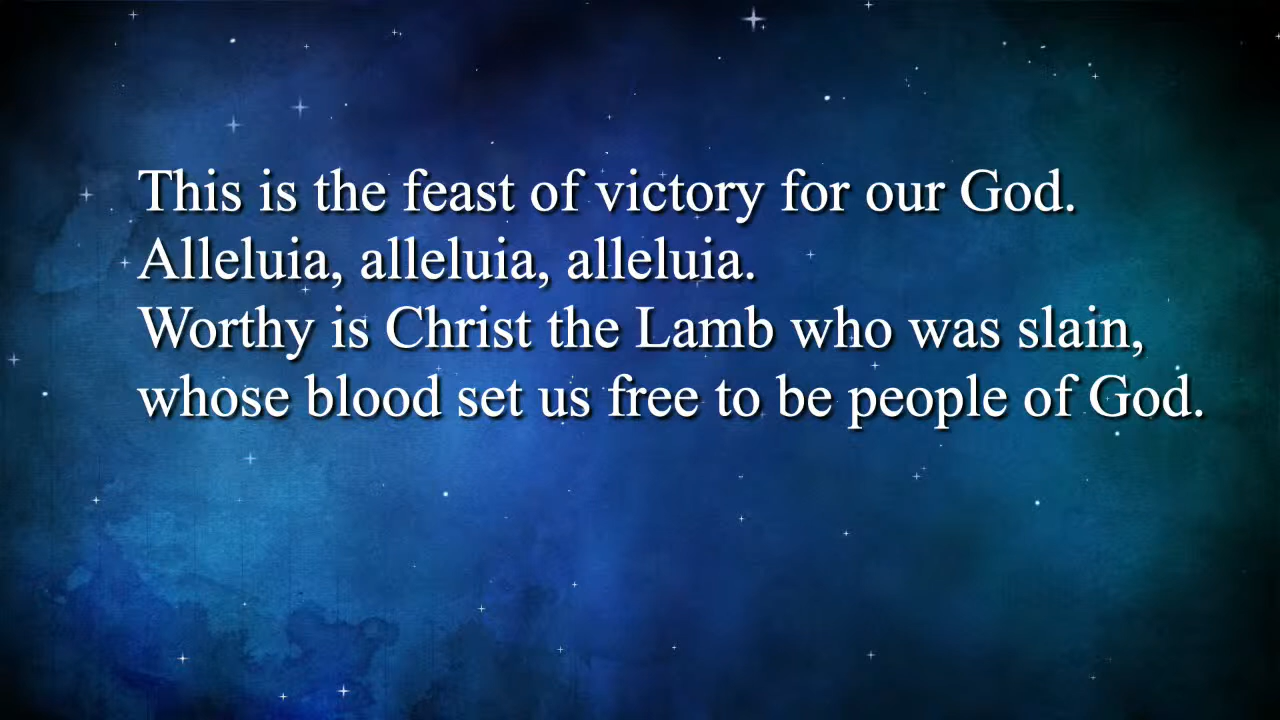 This is the feast of victory for our God.
Alleluia, alleluia, alleluia.
Worthy is Christ the Lamb who was slain,
whose blood set us free to be people of God.